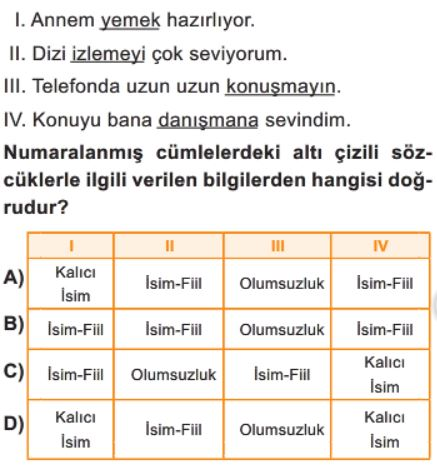 I. Annem yemek hazırlıyor.
II. Dizi izlemeyi çok seviyorum.
III. Telefonda uzun uzun konuşmayın.
IV. Konuyu bana danışmana sevindim.
Numaralanmış cümlelerdeki altı çizili söz-
cüklerle ilgili verilen bilgilerden hangisi doğ-
rudur?
I II III IV
A) Kalıcı İsim İsim-Fiil Olumsuzluk İsim-Fiil
B) İsim-Fiil İsim-Fiil Olumsuzluk İsim-Fiil
C) İsim-Fiil Olumsuzluk İsim-Fiil Kalıcı İsim
D) Kalıcı İsim İsim-Fiil Olumsuzluk Kalıcı İsim